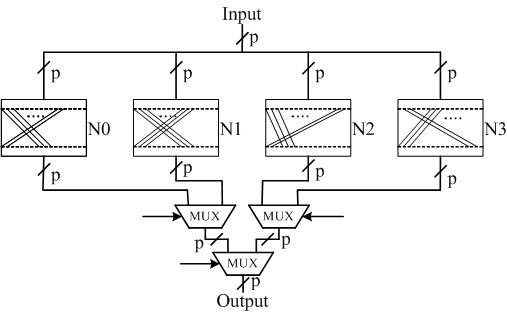 Input
p
p p p p
N0 N1 N2 N3
p p p p
MUX MUX
p p
MUX
p
Output